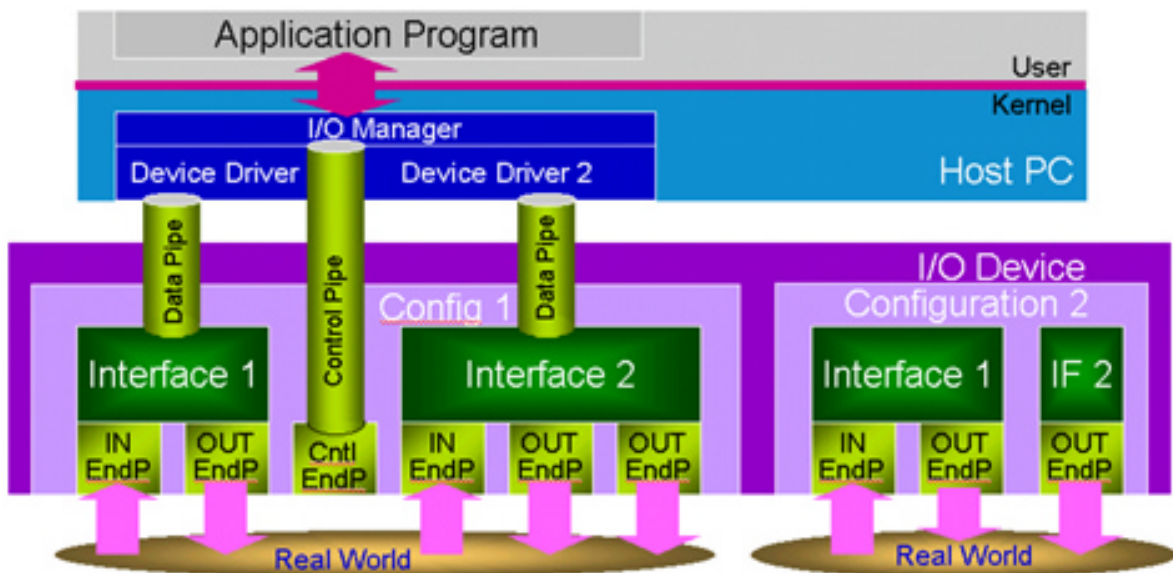 Application Program
User
Kernel
I/O Manager
Device Driver
Device Driver 2
Host PC
Data Pipe
Control Pipe
Data Pipe
I/O Device
Config 1
Configuration 2
Interface 1
Interface 2
Interface 1
IF 2
IN
EndP
OUT
EndP
Cntl
EndP
IN
EndP
OUT
EndP
OUT
EndP
IN
EndP
OUT
EndP
OUT
EndP
Real World
Real World